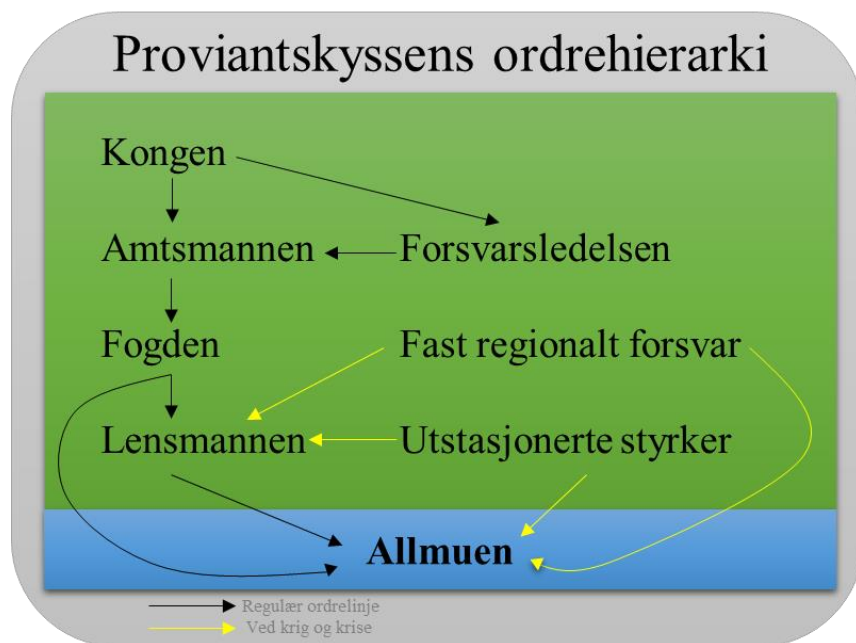 Proviantskyssens ordrehierarki
Kongen
Amtsmannen Forsvarsledelsen
Fogden Fast regionalt forsvar
Lensmannen Utstasjonerte styrker
Allmuen
Regulær ordrelinje
Ved krig og krise